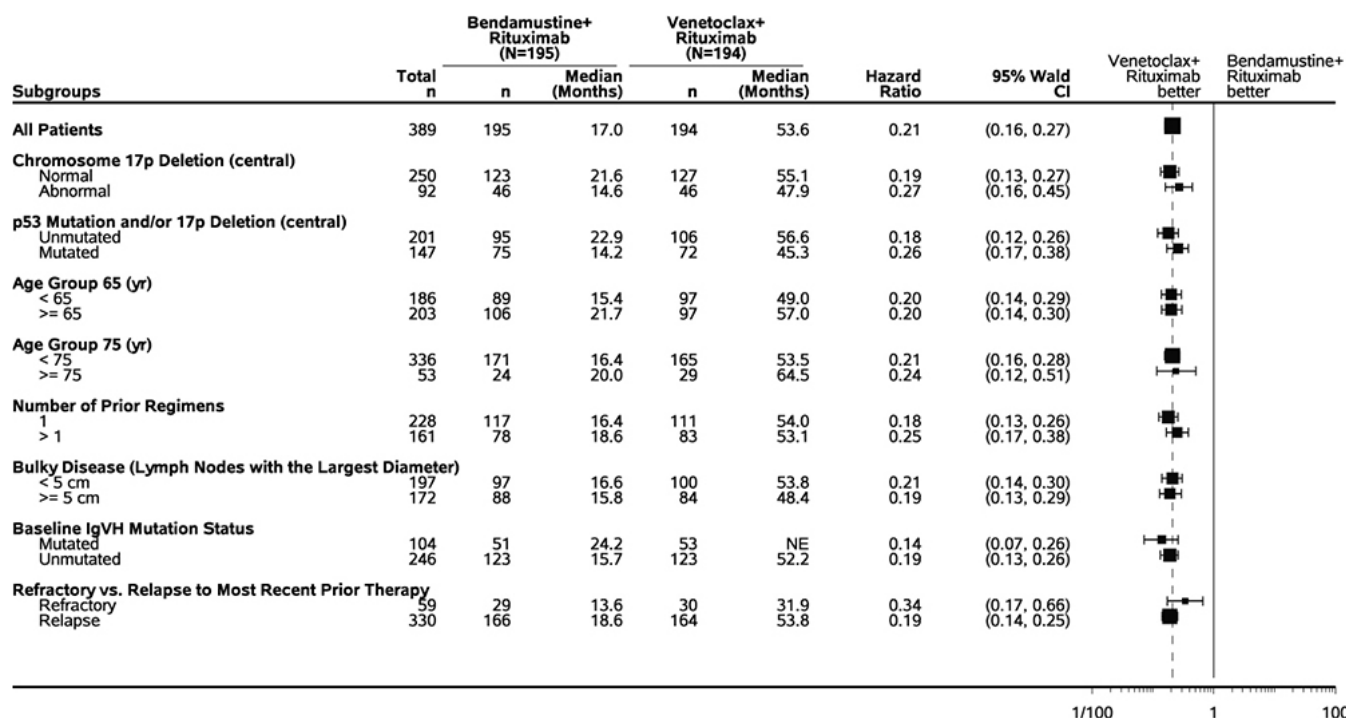 Bendamustine+ Venetoclax+
Rituximab Rituximab
(N=195) (N=194)
Venetoclax+ Bendamustine+
Total Median Median Hazard 95% Wald Rituximab Rituximab
Subgroups n n (Months) n (Months) Ratio CI better better
All Patients 389 195 17.0 194 53.6 0.21 (0.16, 0.27)
Chromosome 17p Deletion (central)
Normal 250 123 21.6 127 55.1 0.19 (0.13, 0.27)
Abnormal 92 46 14.6 46 47.9 0.27 (0.16, 0.45)
p53 Mutation and/or 17p Deletion (central)
Unmutated 201 95 22.9 106 56.6 0.18 (0.12, 0.26)
Mutated 147 75 14.2 72 45.3 0.26 (0.17, 0.38)
Age Group 65 (yr)
< 65 186 89 15.4 97 49.0 0.20 (0.14, 0.29)
>= 65 203 106 21.7 97 57.0 0.20 (0.14, 0.30)
Age Group 75 (yr)
< 75 336 171 16.4 165 53.5 0.21 (0.16, 0.28)
>= 75 53 24 20.0 29 64.5 0.24 (0.12, 0.51)
Number of Prior Regimens
1 228 117 16.4 111 54.0 0.18 (0.13, 0.26)
> 1 161 78 18.6 83 53.1 0.25 (0.17, 0.38)
Bulky Disease (Lymph Nodes with the Largest Diameter)
< 5 cm 197 97 16.6 100 53.8 0.21 (0.14, 0.30)
>= 5 cm 172 88 15.8 84 48.4 0.19 (0.13, 0.29)
Baseline IgVH Mutation Status
Mutated 104 51 24.2 53 NE 0.14 (0.07, 0.26)
Unmutated 246 123 15.7 123 52.2 0.19 (0.13, 0.26)
Refractory vs. Relapse to Most Recent Prior Therapy
Refractory 59 29 13.6 30 31.9 0.34 (0.17, 0.66)
Relapse 330 166 18.6 164 53.8 0.19 (0.14, 0.25)
1/100 1 100